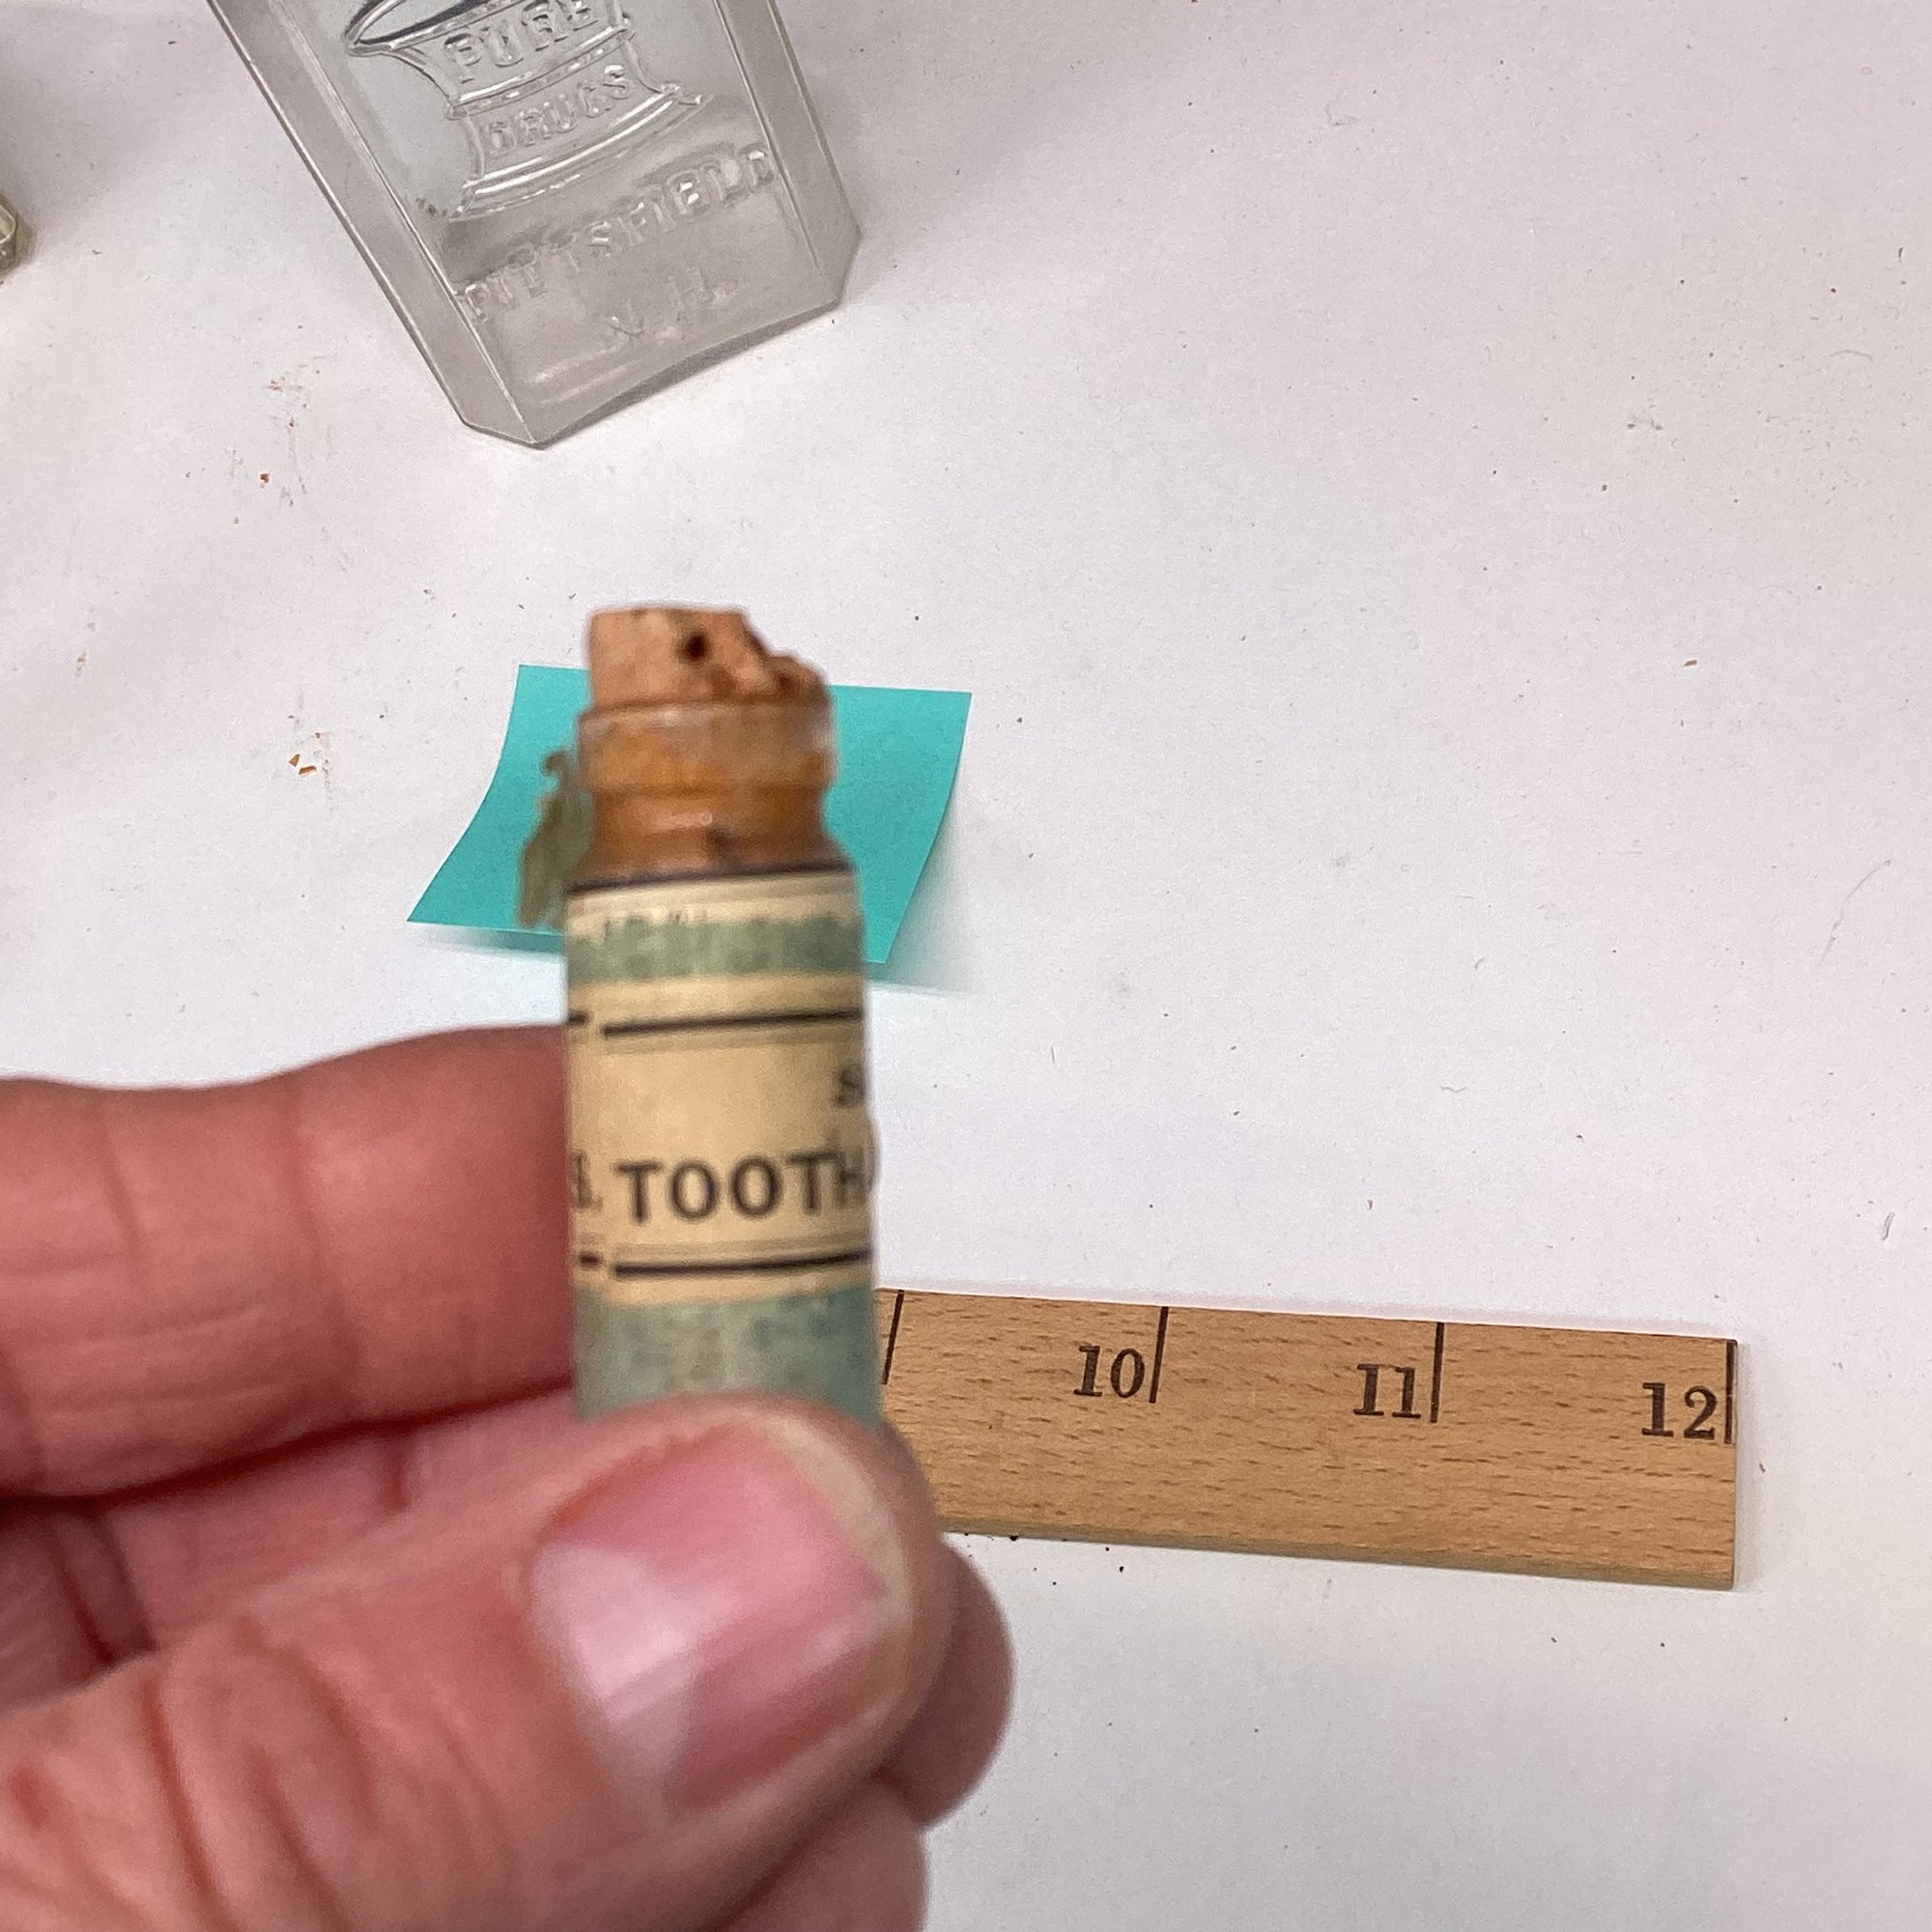 PURE
DRUGS
PITTSFIELD
N.H.
S
. TOOTH
10
11
12